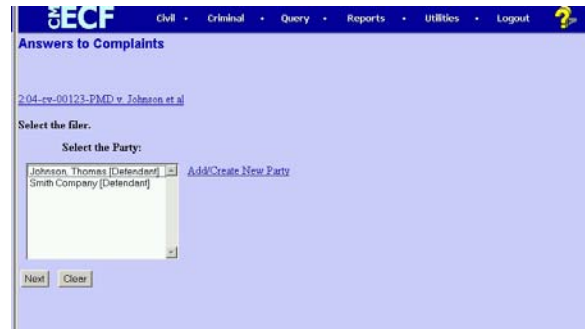 CM ECF Civil • Criminal • Query • Reports • Utilities • Logout ?
Answers to Complaints
2:04-cv-00123-PMD v. Johnson et al
Select the filer.
Select the Party:
Johnson, Thomas [Defendant] Add/Create New Party
Smith Company [Defendant]
Next Clear